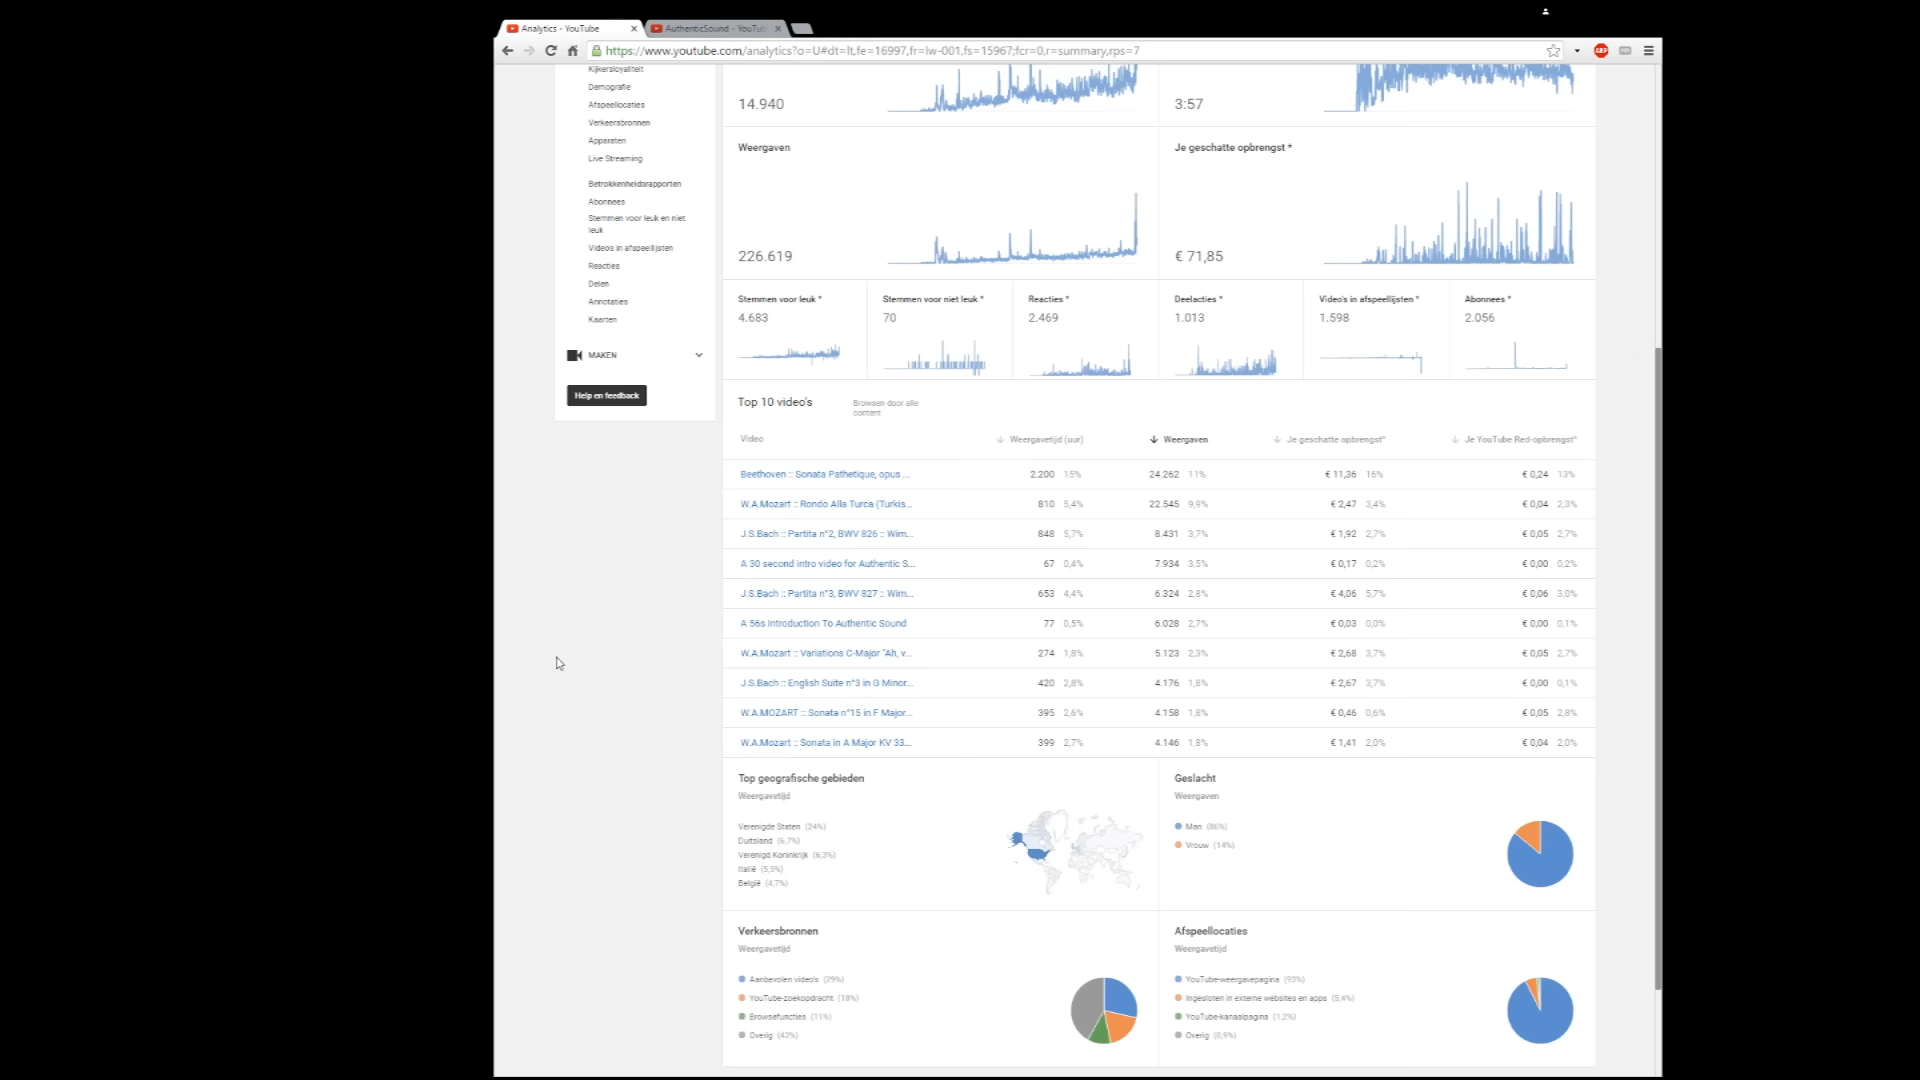 Analytics - YouTube
AuthenticSound - YouTu
https://www.youtube.com/analytics?o=U#dt=lt,fe=16997,fr=lw-001,fs=15967;fcr=0,r=summary,rps=7
Kijkersloyaliteit
Demografie
Afspeellocaties
Verkeersbronnen
Apparaten
Live Streaming
Betrokkenheidsrapporten
Abonnees
Stemmen voor leuk en niet
leuk
Video's in afspeellijsten
Reacties
Delen
Annotaties
Kaarten
MAKEN
Help en feedback
14.940
3:57
Weergaven
226.619
Je geschatte opbrengst *
€ 71,85
Stemmen voor leuk *
4.683
Stemmen voor niet leuk *
70
Reacties *
2.469
Deelacties *
1.013
Video's in afspeellijsten *
1.598
Abonnees *
2.056
Top 10 video's
Browsen door alle
content
Video Weergavetijd (uur) Weergaven Je geschatte opbrengst* Je YouTube Red-opbrengst*
Beethoven :: Sonata Pathetique, opus ... 2.200 15% 24.262 11% € 11,36 16% € 0,24 13%
W.A.Mozart :: Rondo Alla Turca (Turkis... 810 5,4% 22.545 9,9% € 2,47 3,4% € 0,04 2,3%
J.S.Bach :: Partita n°2, BWV 826 :: Wim... 848 5,7% 8.431 3,7% € 1,92 2,7% € 0,05 2,7%
A 30 second intro video for Authentic S... 67 0,4% 7.934 3,5% € 0,17 0,2% € 0,00 0,2%
J.S.Bach :: Partita n°3, BWV 827 :: Wim... 653 4,4% 6.324 2,8% € 4,06 5,7% € 0,06 3,0%
A 56s Introduction To Authentic Sound 77 0,5% 6.028 2,7% € 0,03 0,0% € 0,00 0,1%
W.A.Mozart :: Variations C-Major "Ah, v... 274 1,8% 5.123 2,3% € 2,68 3,7% € 0,05 2,7%
J.S.Bach :: English Suite n°3 in G Minor... 420 2,8% 4.176 1,8% € 2,67 3,7% € 0,00 0,1%
W.A.MOZART :: Sonata n°15 in F Major... 395 2,6% 4.158 1,8% € 0,46 0,6% € 0,05 2,8%
W.A.Mozart :: Sonata in A Major KV 33... 399 2,7% 4.146 1,8% € 1,41 2,0% € 0,04 2,0%
Top geografische gebieden
Weergavetijd
Verenigde Staten (24%)
Duitsland (6,7%)
Verenigd Koninkrijk (6,3%)
Italië (5,5%)
België (4,7%)
Geslacht
Weergaven
Man (86%)
Vrouw (14%)
Verkeersbronnen
Weergavetijd
Aanbevolen video's (29%)
YouTube-zoekopdracht (18%)
Browsefuncties (11%)
Overig (42%)
Afspeellocaties
Weergavetijd
YouTube-weergavepagina (93%)
Ingesloten in externe websites en apps (5,4%)
YouTube-kanaalpagina (1,2%)
Overig (0,9%)